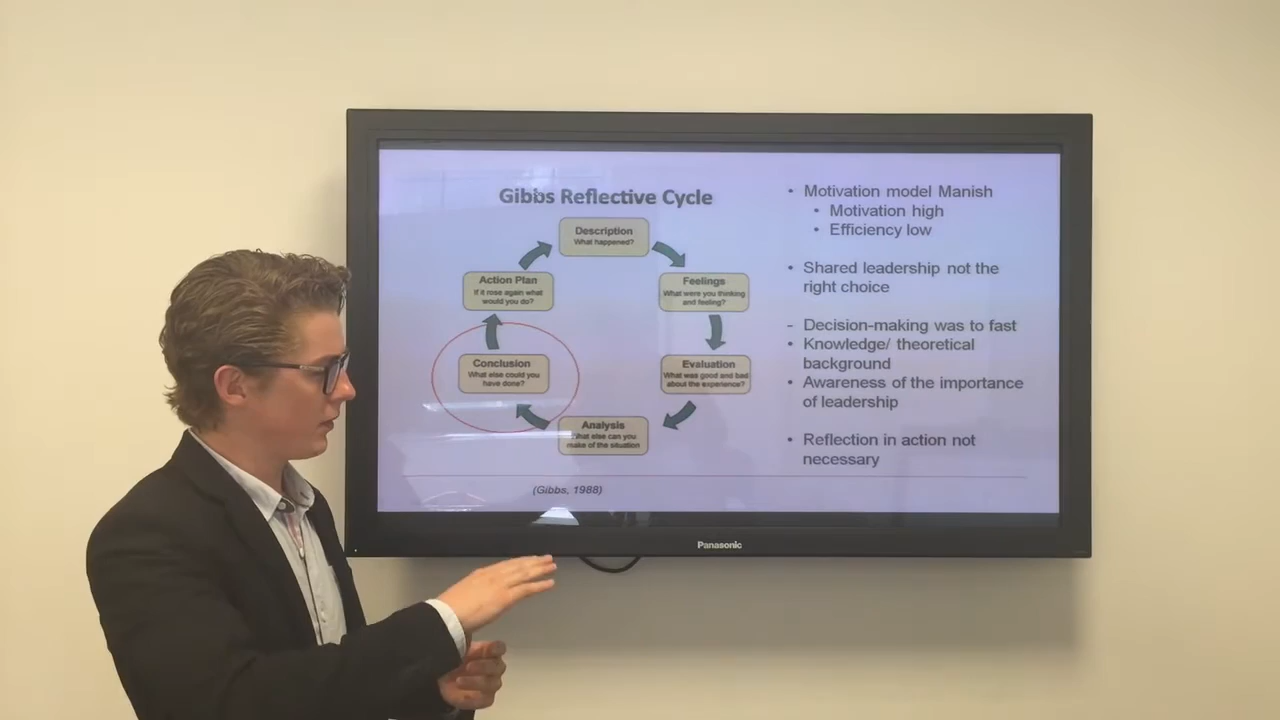 Gibbs Reflective Cycle
Description
What happened?
Feelings
What were you thinking
and feeling?
Evaluation
What was good and bad
about the experience?
Analysis
What else can you
make of the situation
Conclusion
What else could you
have done?
Action Plan
If it rose again what
would you do?
(Gibbs, 1988)
• Motivation model Manish
• Motivation high
• Efficiency low
• Shared leadership not the
right choice
- Decision-making was to fast
• Knowledge/ theoretical
background
• Awareness of the importance
of leadership
• Reflection in action not
necessary
Panasonic